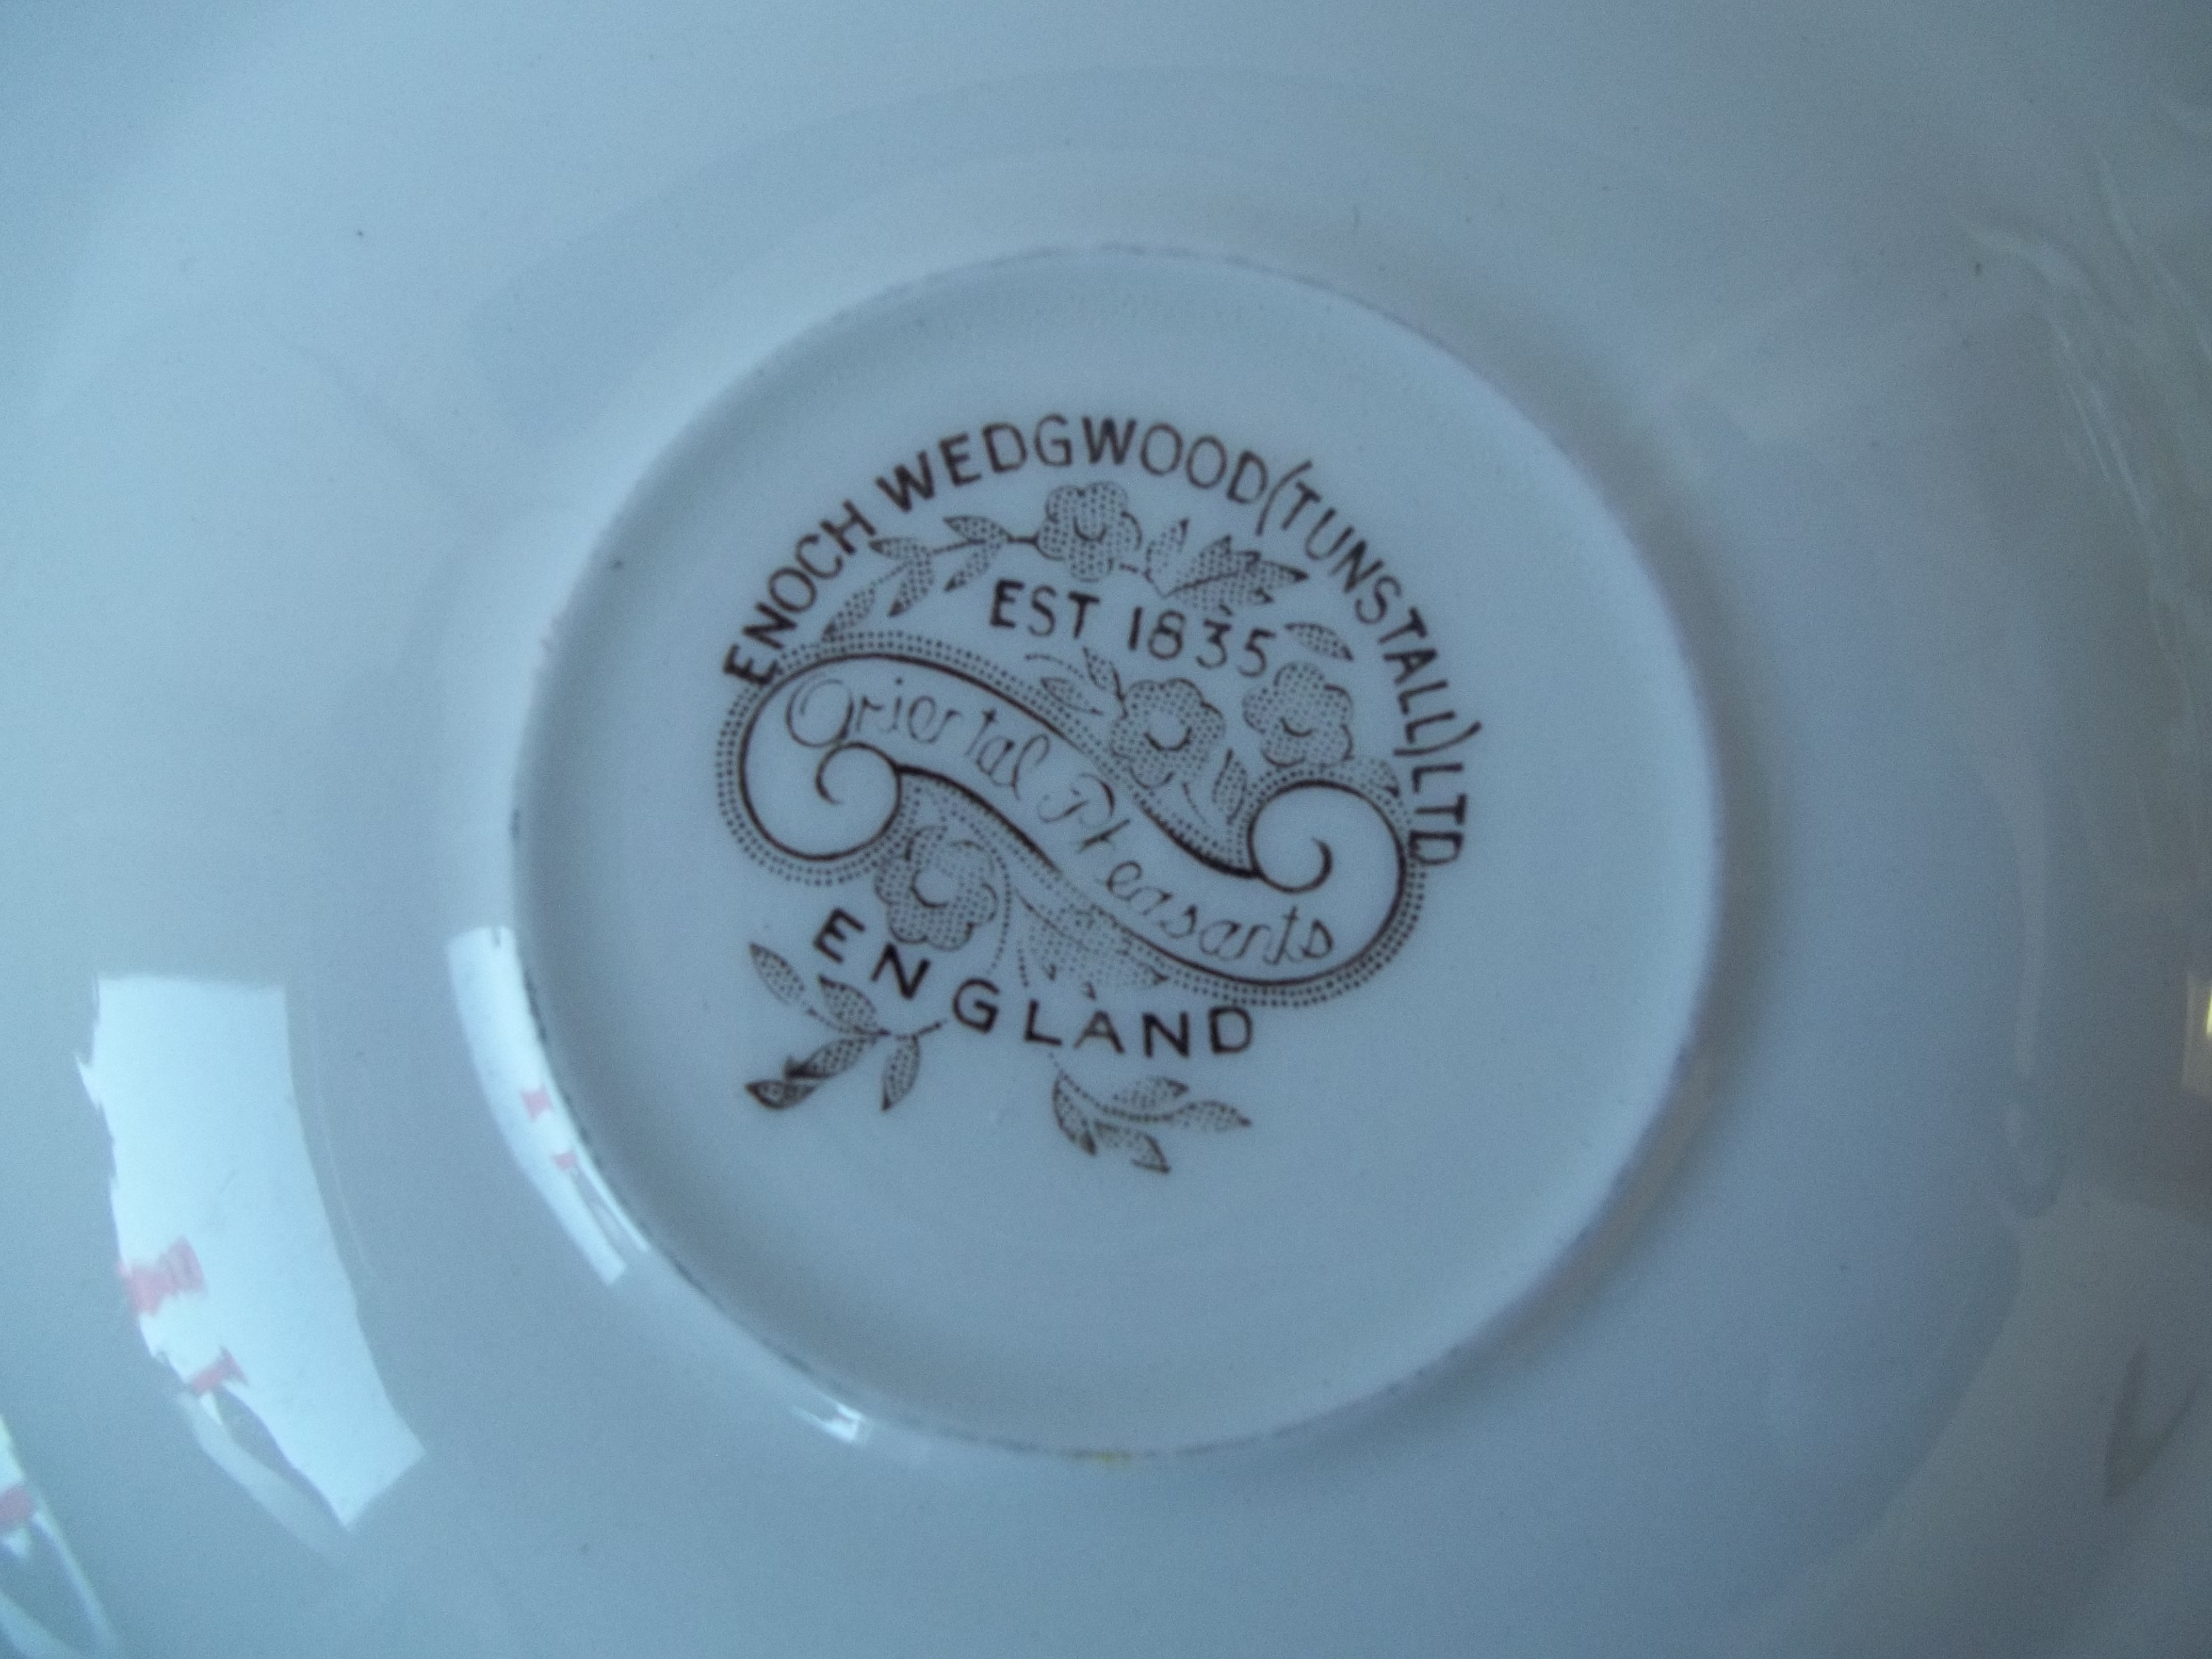 ENOCH WEDGWOOD (TUNSTALL) LTD
EST 1835
Oriental Pheasants
ENGLAND